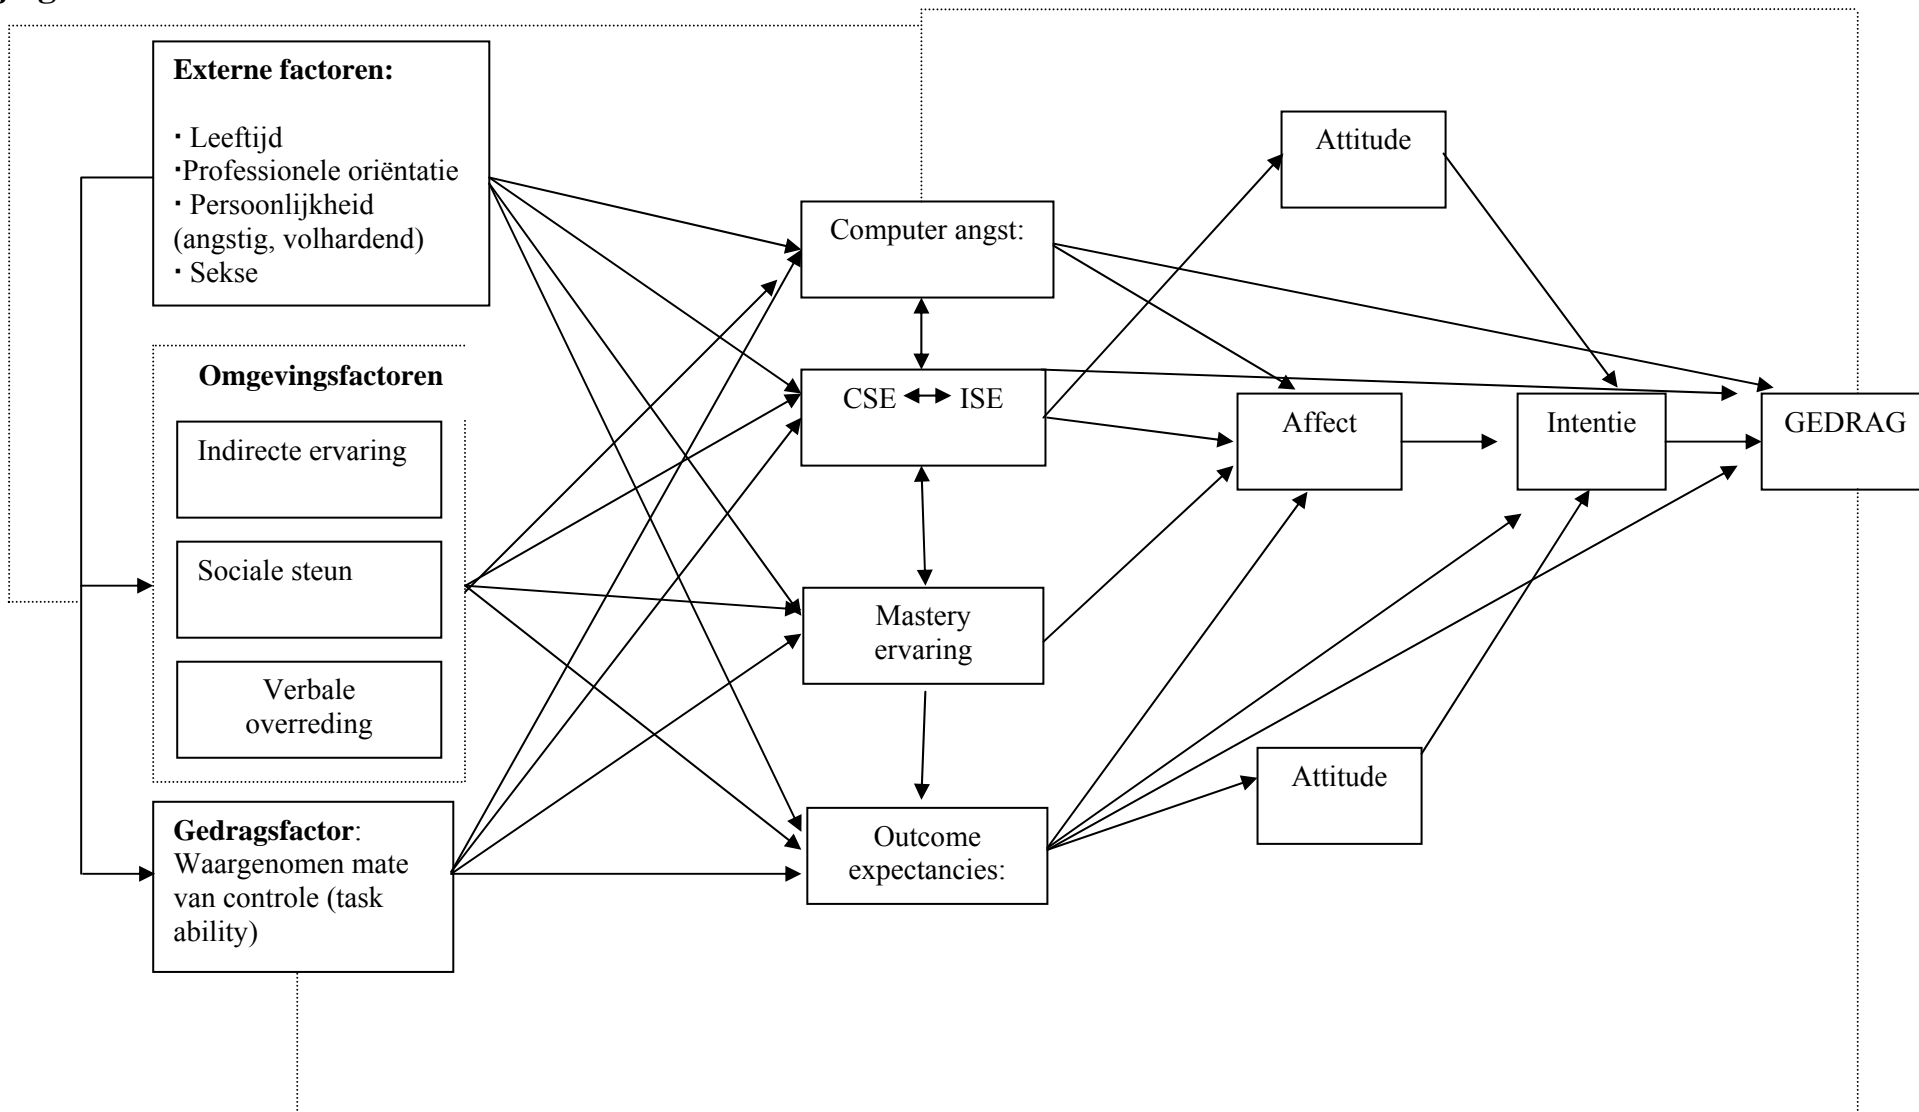 Externe factoren:
· Leeftijd
·Professionele oriëntatie
· Persoonlijkheid
(angstig, volhardend)
· Sekse
Omgevingsfactoren
Indirecte ervaring
Sociale steun
Verbale
overreding
Gedragsfactor:
Waargenomen mate
van controle (task
ability)
Computer angst:
CSE ISE
Mastery
ervaring
Outcome
expectancies:
Attitude
Affect
Intentie
GEDRAG
Attitude